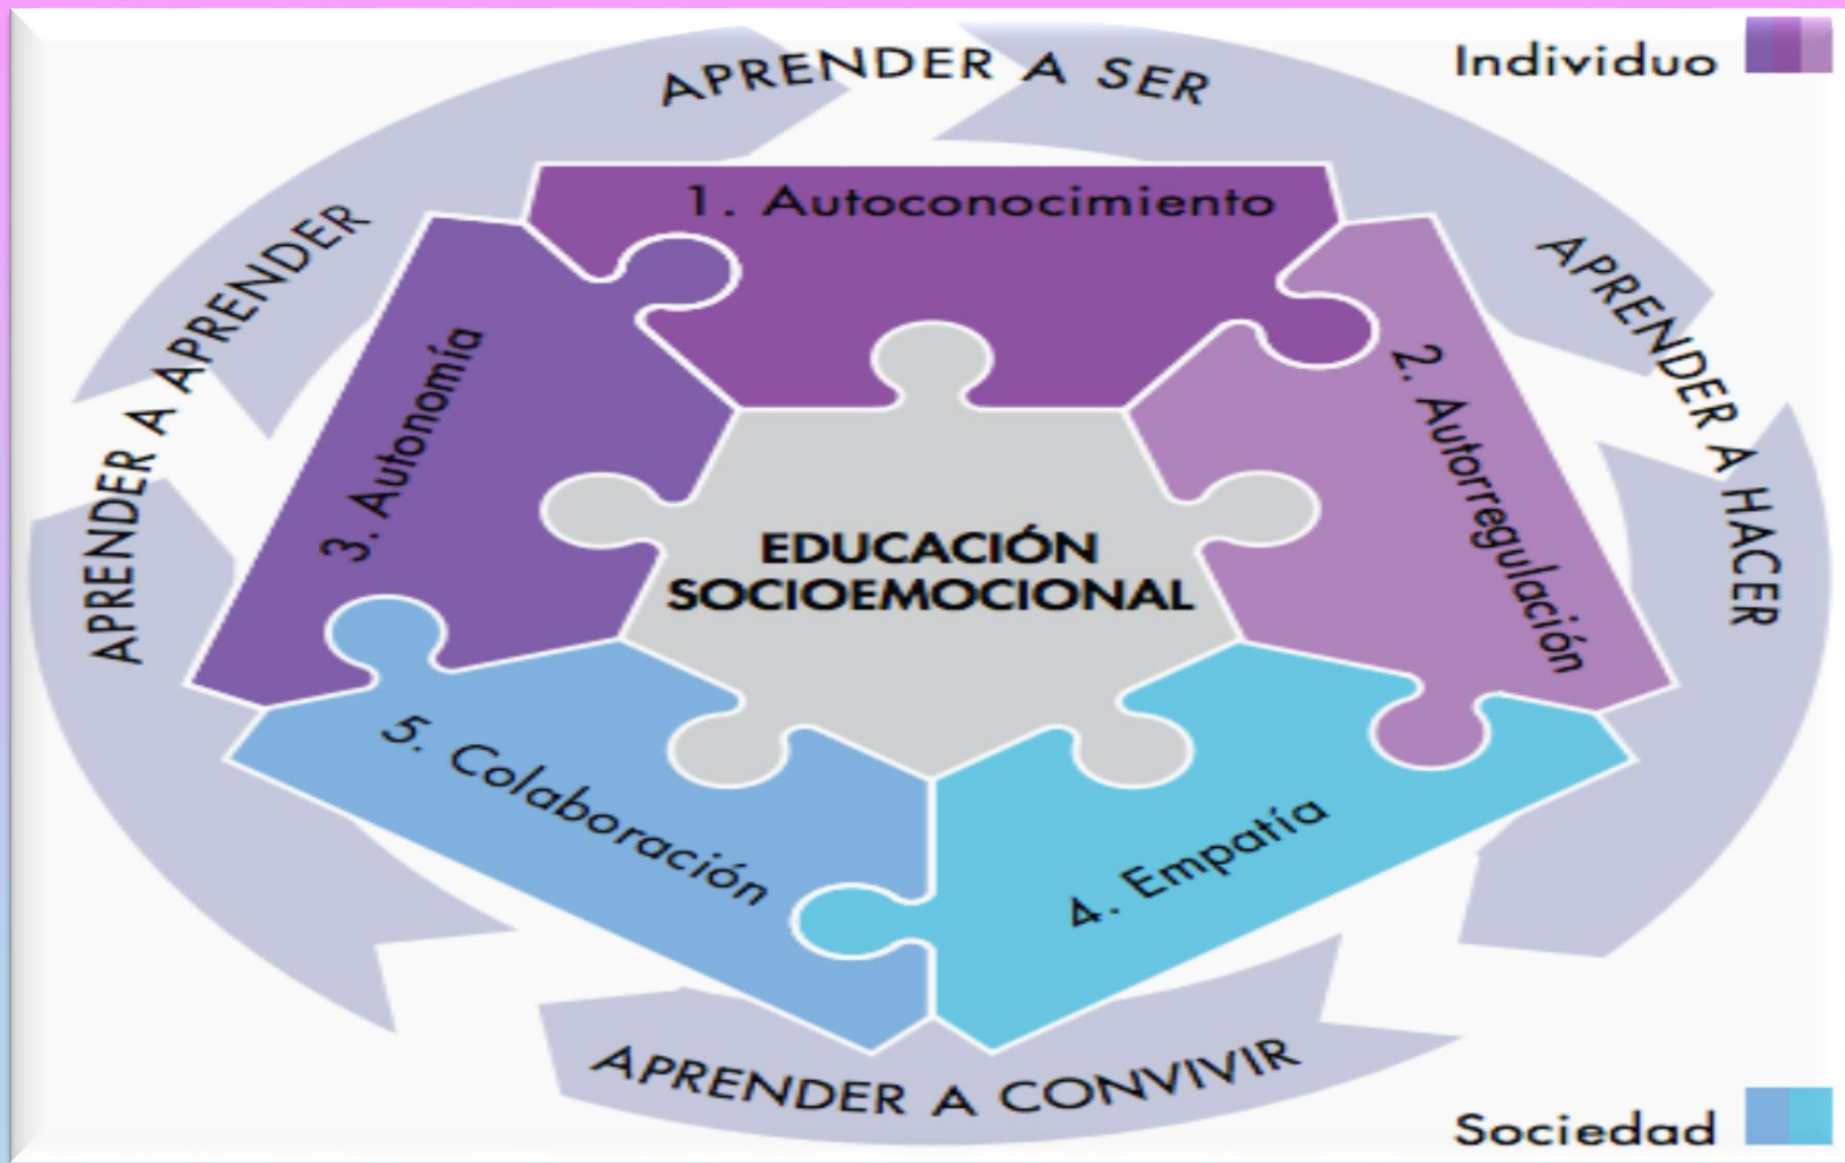 Individuo
APRENDER A SER
APRENDER A APRENDER
APRENDER A HACER
1. Autoconocimiento
2. Autorregulación
3. Autonomía
EDUCACIÓN
SOCIOEMOCIONAL
4. Empatía
5. Colaboración
APRENDER A CONVIVIR
Sociedad